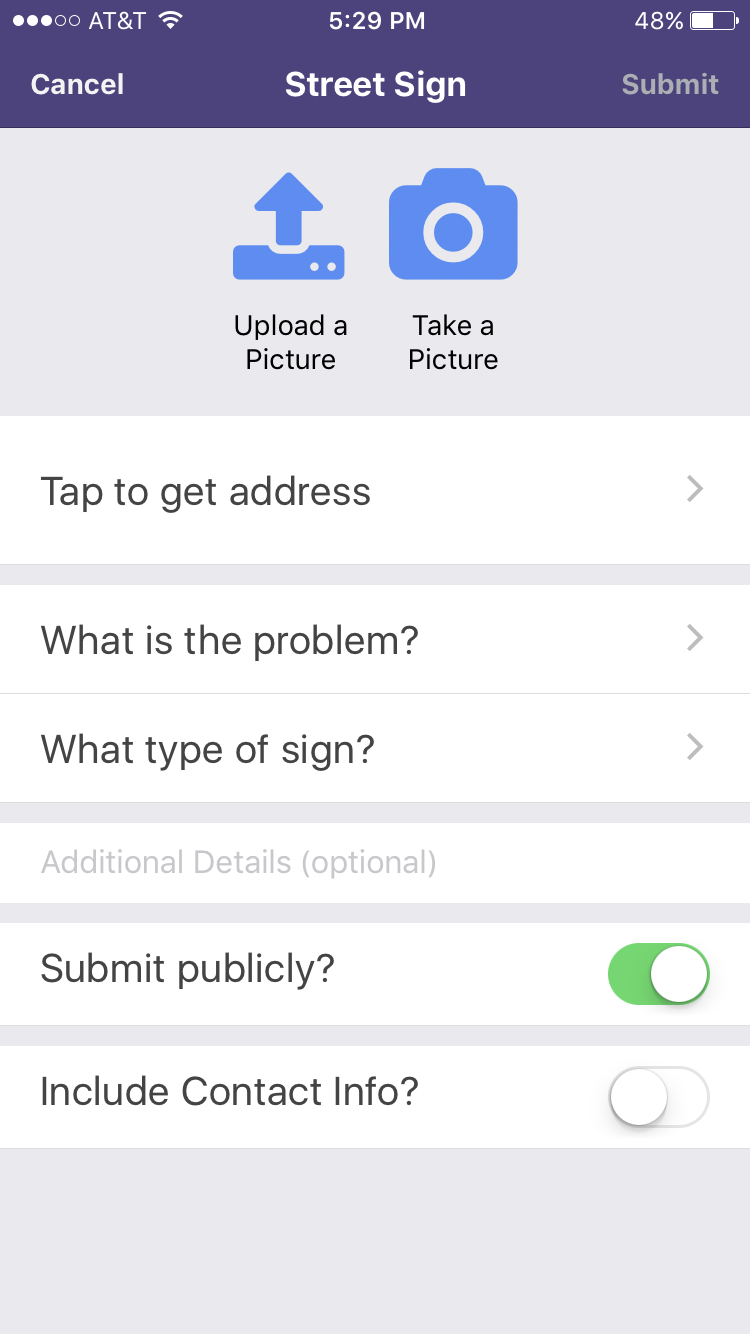 AT&T 5:29 PM 48%
Cancel Street Sign Submit
Upload a
Picture
Take a
Picture
Tap to get address
What is the problem?
What type of sign?
Additional Details (optional)
Submit publicly?
Include Contact Info?